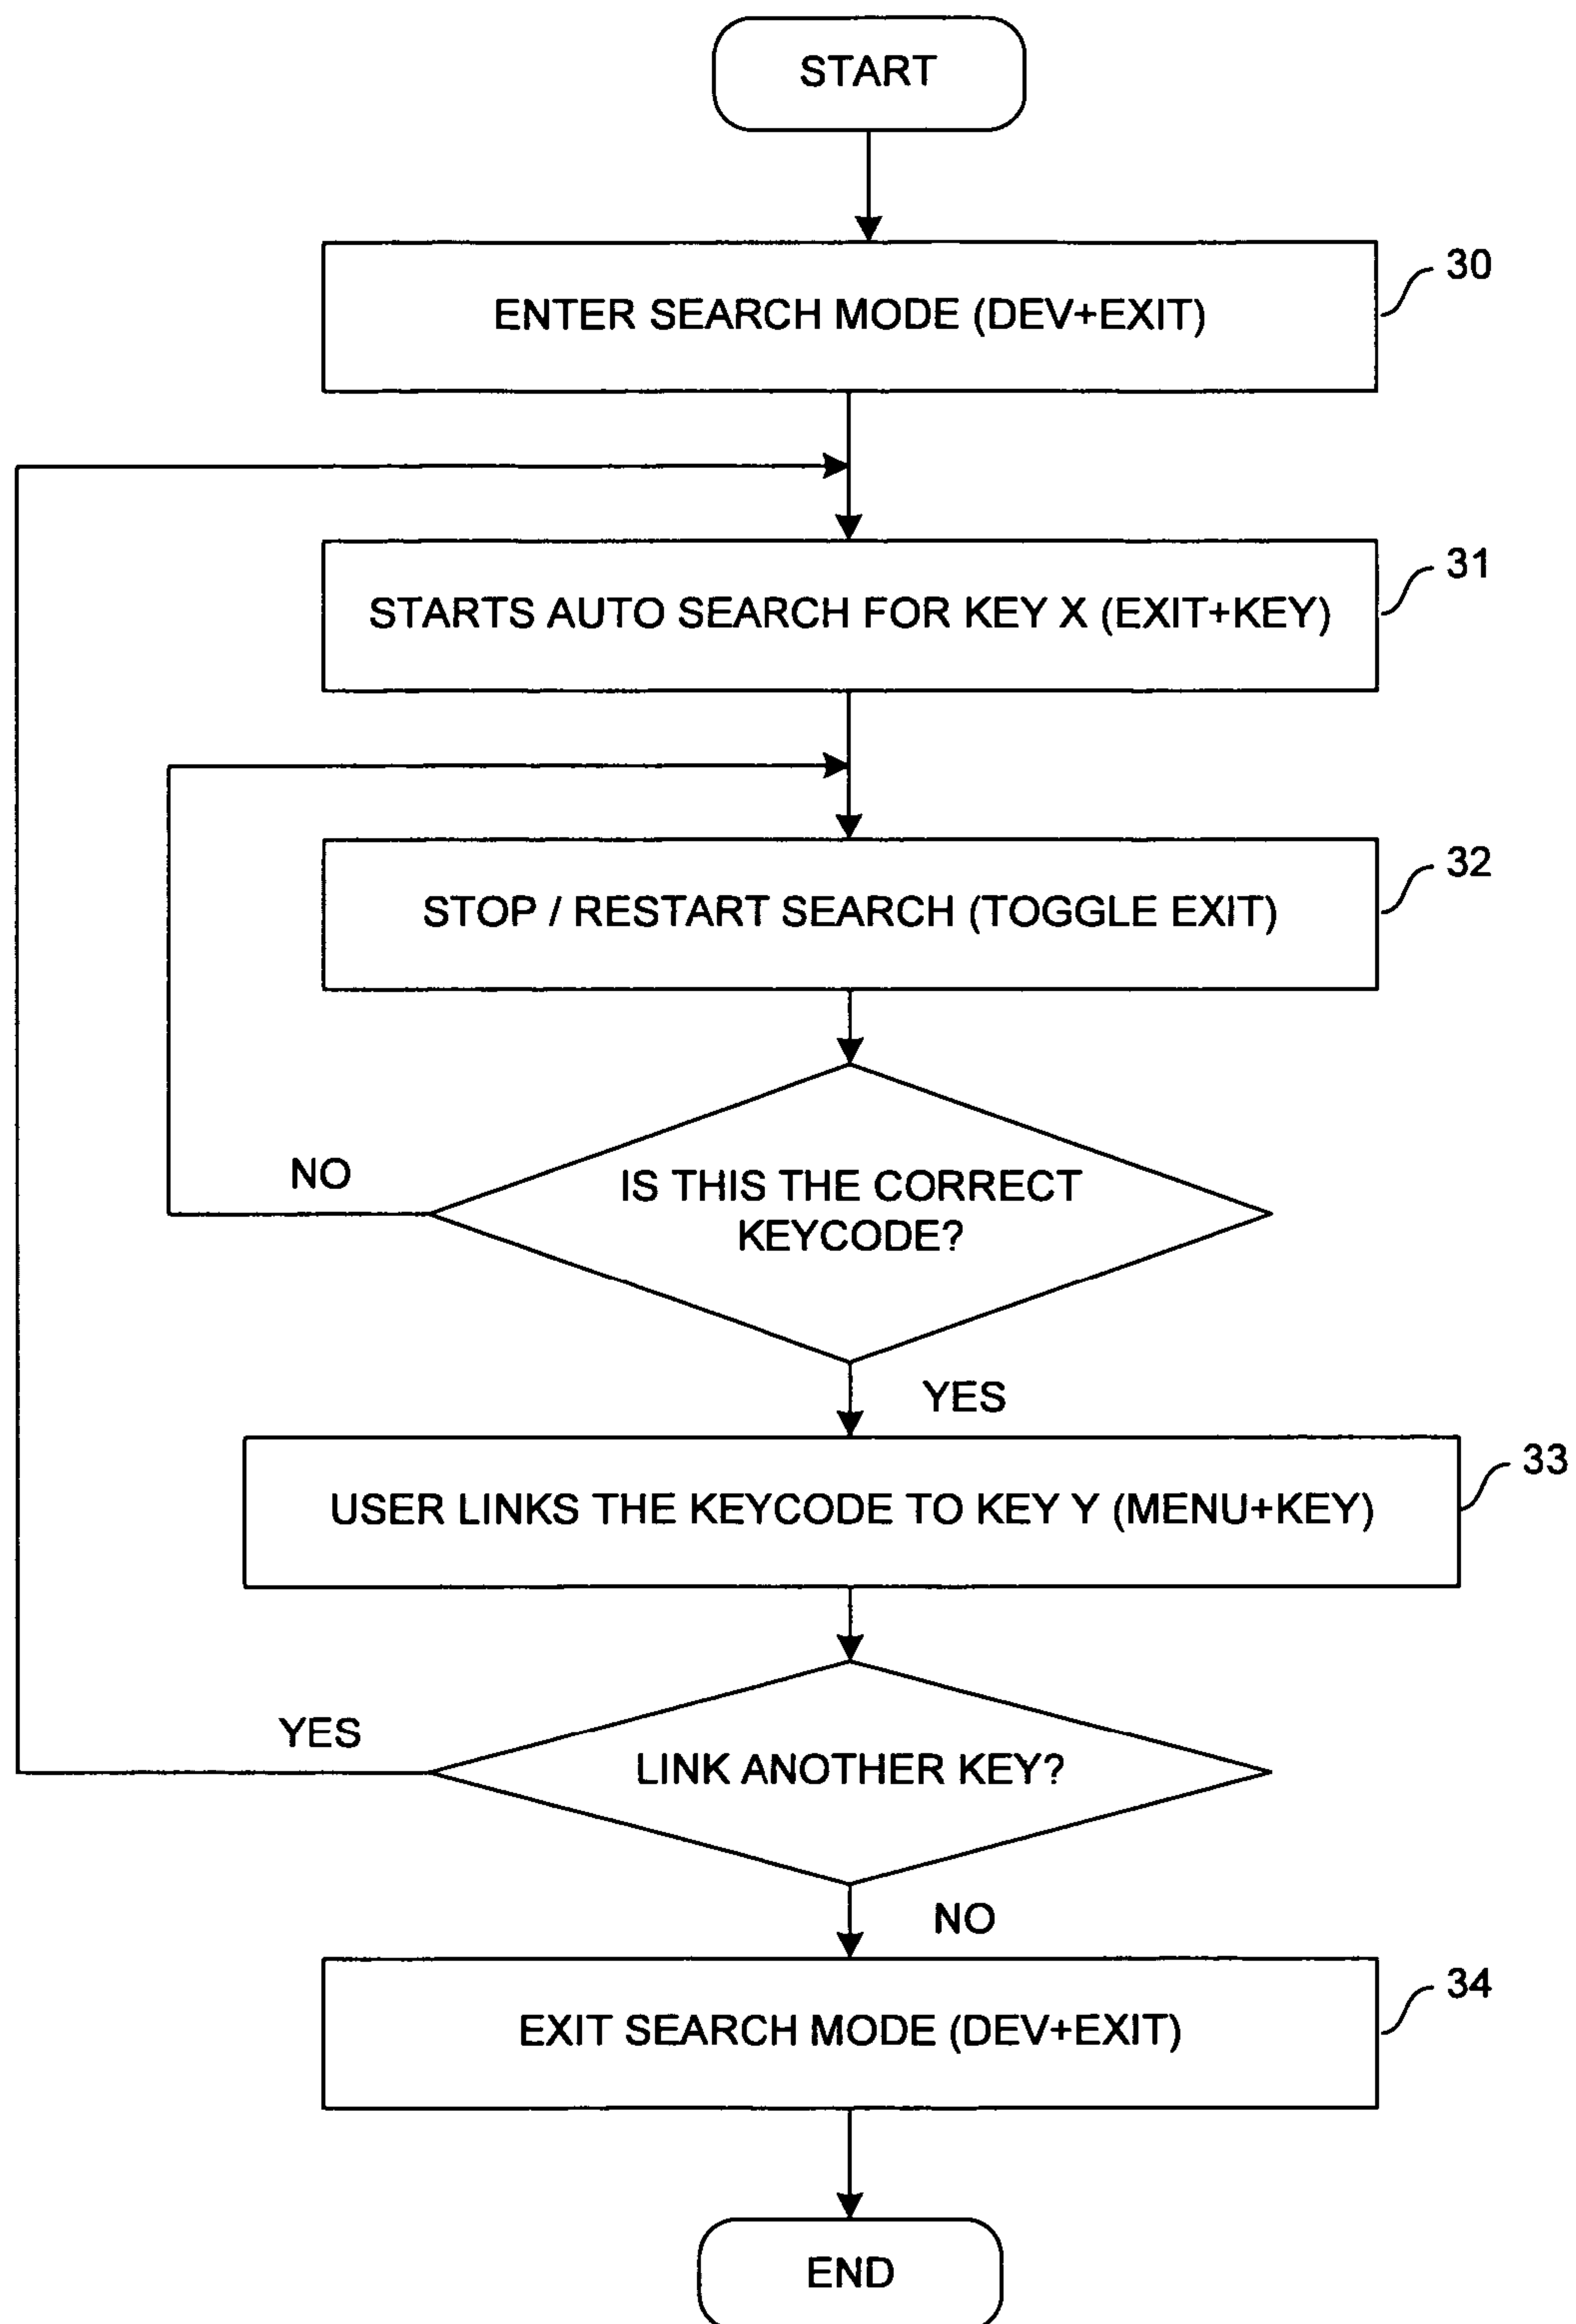 START
ENTER SEARCH MODE (DEV+EXIT)
30
STARTS AUTO SEARCH FOR KEY X (EXIT+KEY)
31
STOP / RESTART SEARCH (TOGGLE EXIT)
32
IS THIS THE CORRECT
KEYCODE?
NO
YES
USER LINKS THE KEYCODE TO KEY Y (MENU+KEY)
33
LINK ANOTHER KEY?
YES
NO
EXIT SEARCH MODE (DEV+EXIT)
34
END